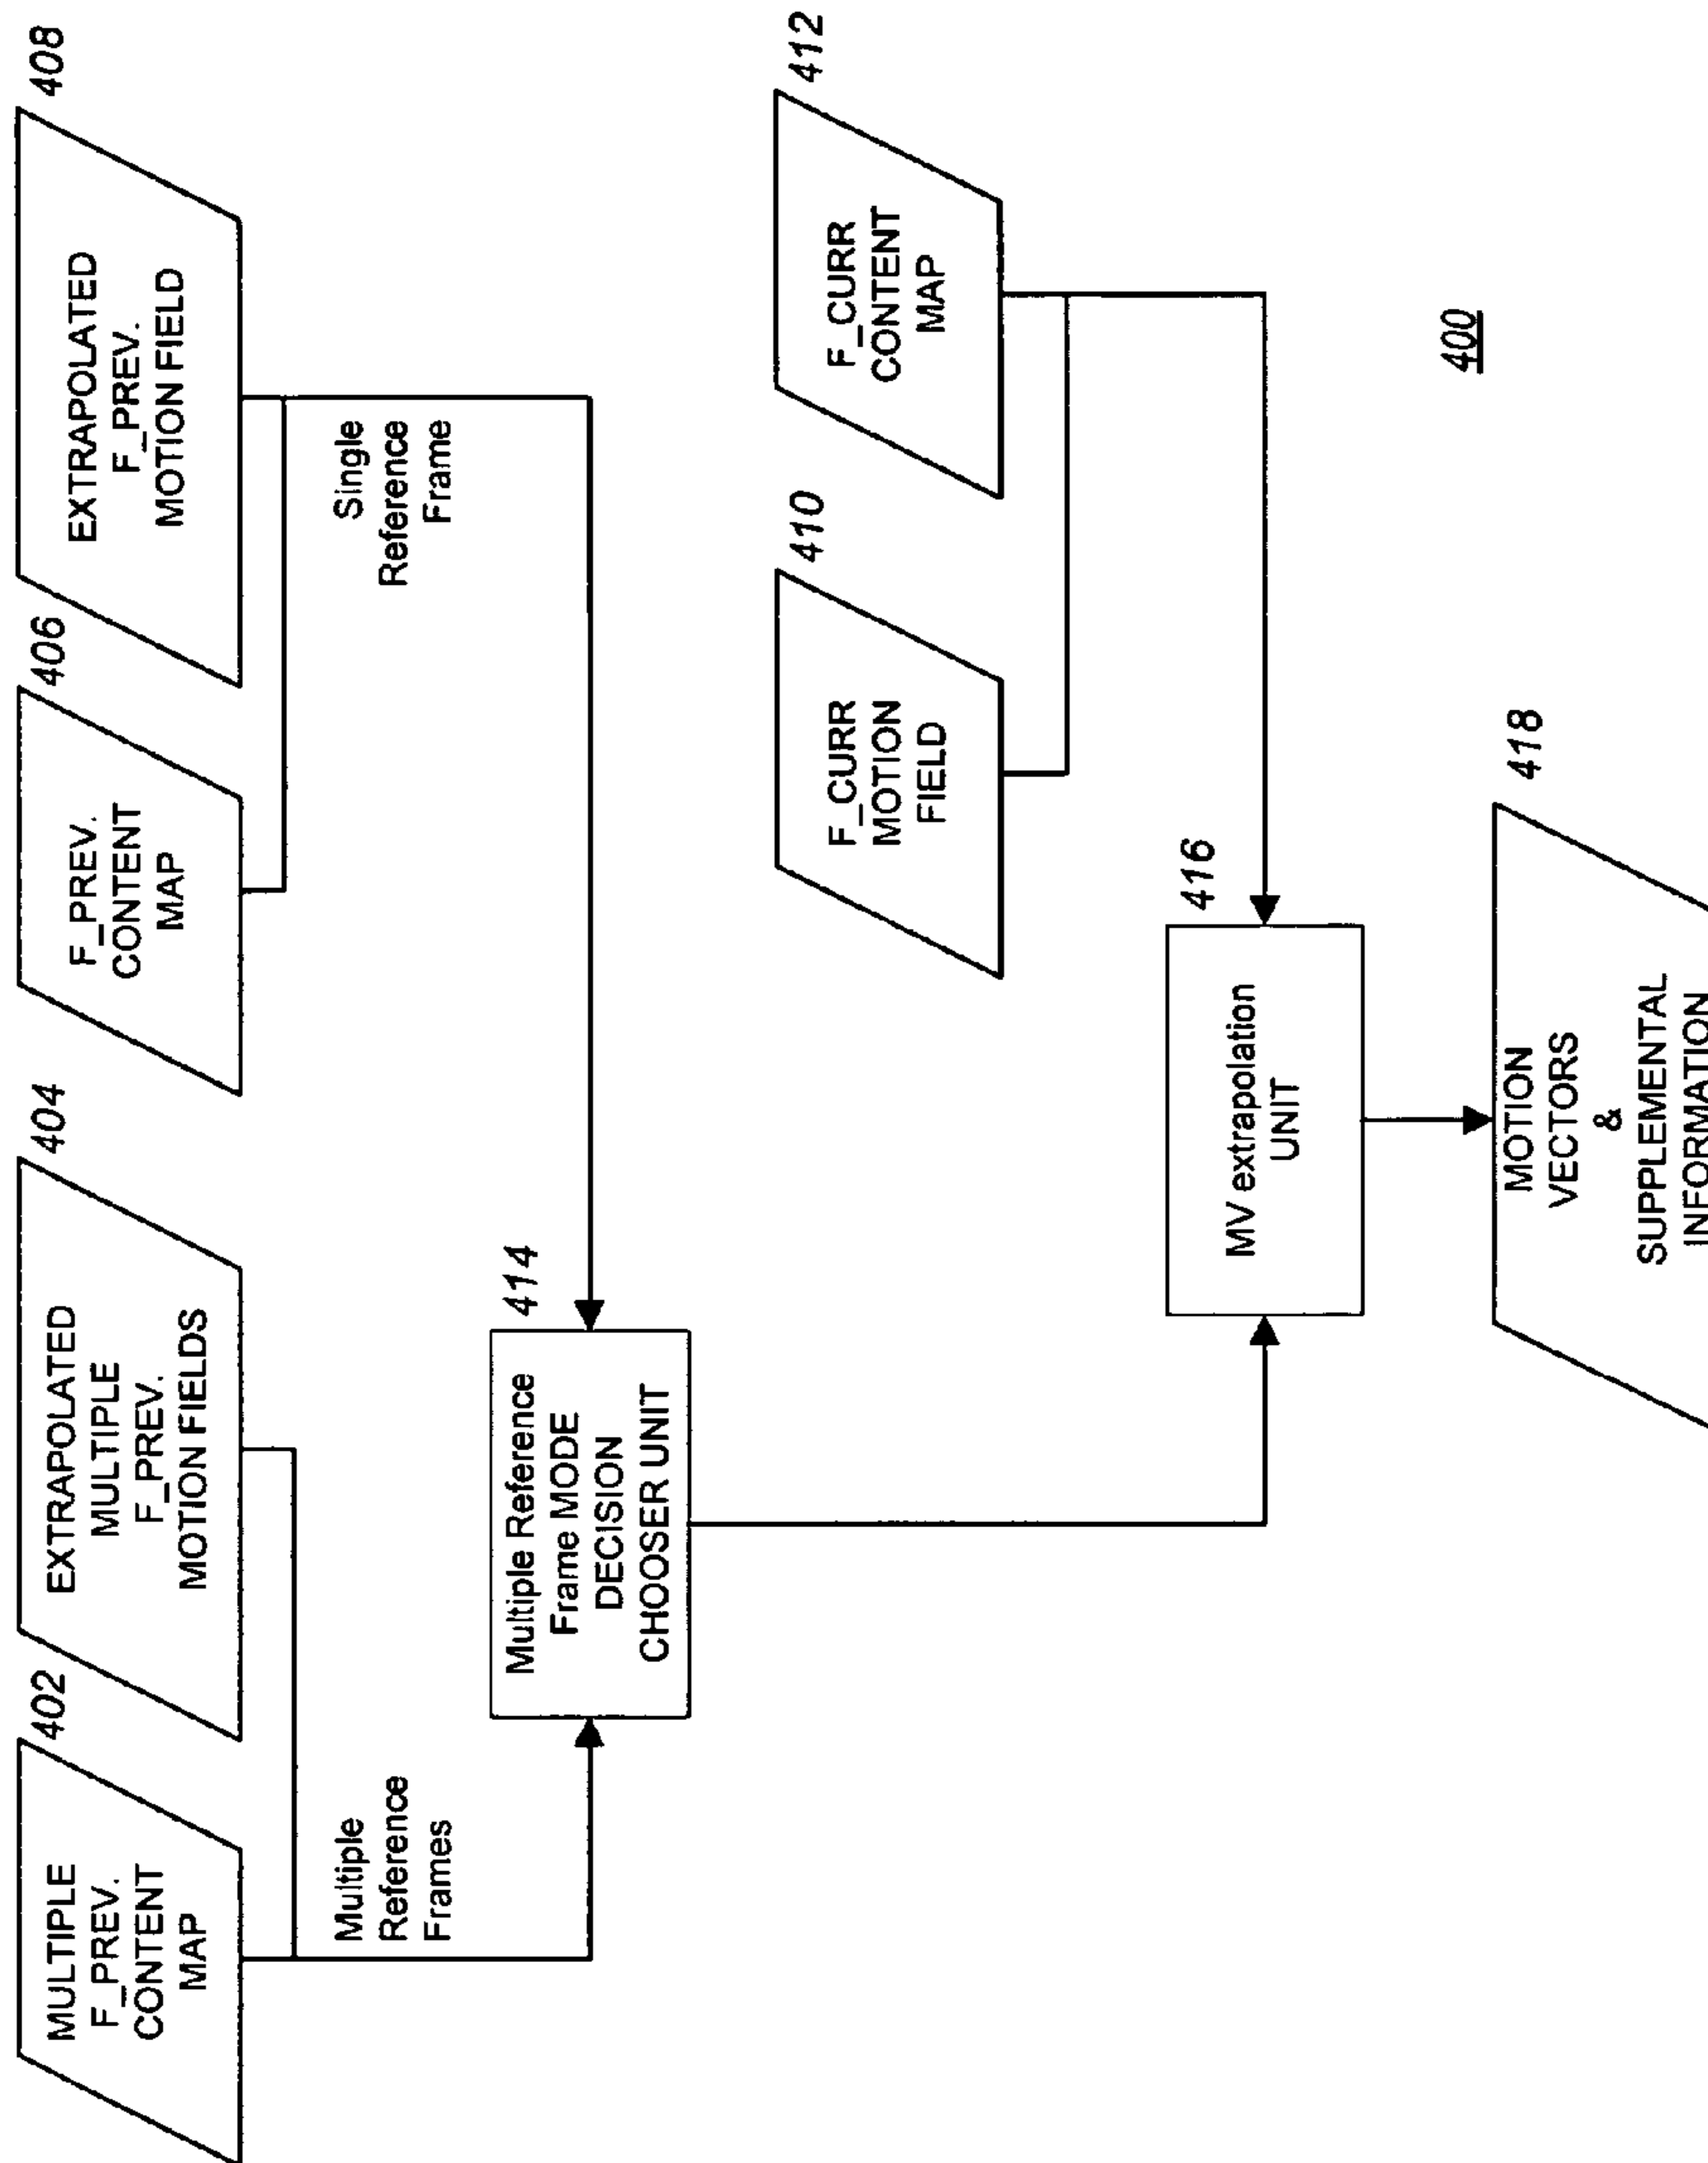 402
MULTIPLE
F_PREV.
CONTENT
MAP
404
EXTRAPOLATED
MULTIPLE
F_PREV.
MOTION FIELDS
406
F_PREV.
CONTENT
MAP
408
EXTRAPOLATED
F_PREV.
MOTION FIELD
Multiple
Reference
Frames
Single
Reference
Frame
414
Multiple Reference
Frame MODE
DECISION
CHOOSER UNIT
410
F_CURR
MOTION
FIELD
412
F_CURR
CONTENT
MAP
416
MV extrapolation
UNIT
400
418
MOTION
VECTORS
&
SUPPLEMENTAL
INFORMATION